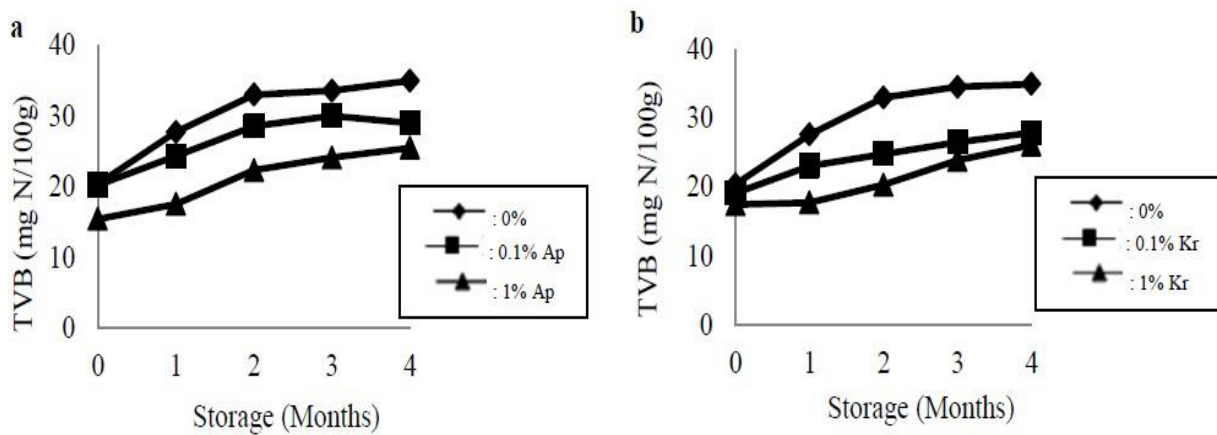 a
40
30
20
10
0
TVB (mg N/100g)
0 1 2 3 4
Storage (Months)
: 0%
: 0.1% Ap
: 1% Ap
b
40
30
20
10
0
TVB (mg N/100g)
0 1 2 3 4
Storage (Months)
: 0%
: 0.1% Kr
: 1% Kr